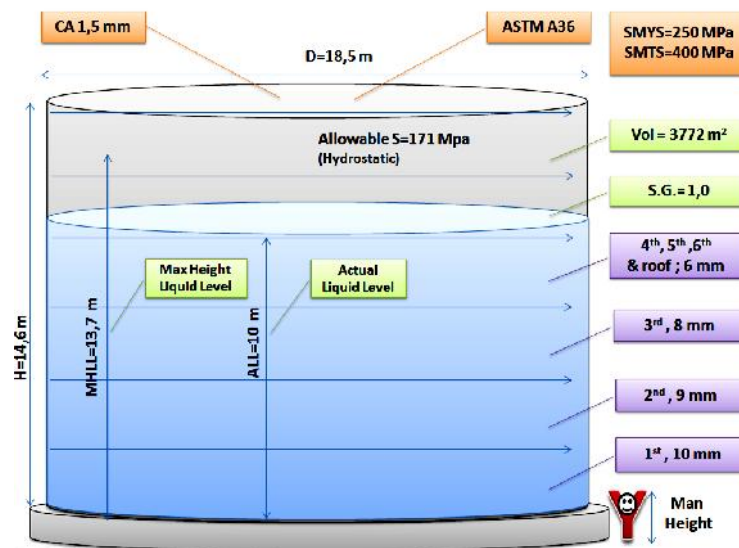 CA 1,5 mm
ASTM A36
SMYS=250 MPa
SMTS=400 MPa
D=18,5 m
Allowable S=171 Mpa
(Hydrostatic)
Vol = 3772 m²
S.G.= 1,0
4th, 5th ,6th
& roof ; 6 mm
Max Height
Liquid Level
Actual
Liquid Level
H=14,6 m
MHLL=13,7 m
ALL=10 m
3rd , 8 mm
2nd , 9 mm
1st , 10 mm
Man
Height